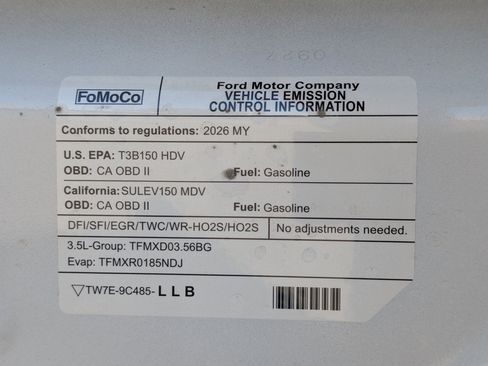 FoMoCo
Ford Motor Company
VEHICLE EMISSION
CONTROL INFORMATION
Conforms to regulations: 2026 MY
U.S. EPA: T3B150 HDV
OBD: CA OBD II Fuel: Gasoline
California: SULEV150 MDV
OBD: CA OBD II Fuel: Gasoline
DFI/SFI/EGR/TWC/WR-HO2S/HO2S No adjustments needed.
3.5L-Group: TFMXD03.56BG
Evap: TFMXR0185NDJ
TW7E-9C485-LLB